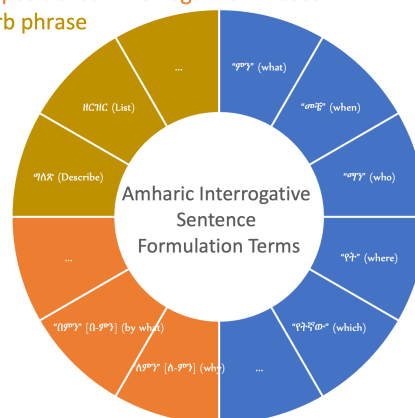 rb phrase
...
“ምን” (what)
ዘርዝር (List)
“መቼ” (when)
ግለጽ (Describe)
“ማን” (who)
Amharic Interrogative
Sentence
Formulation Terms
...
“የት” (where)
“በምን” [በ-ምን] (by what)
“የትኛው” (which)
“ለምን” [ለ-ምን] (why)
...